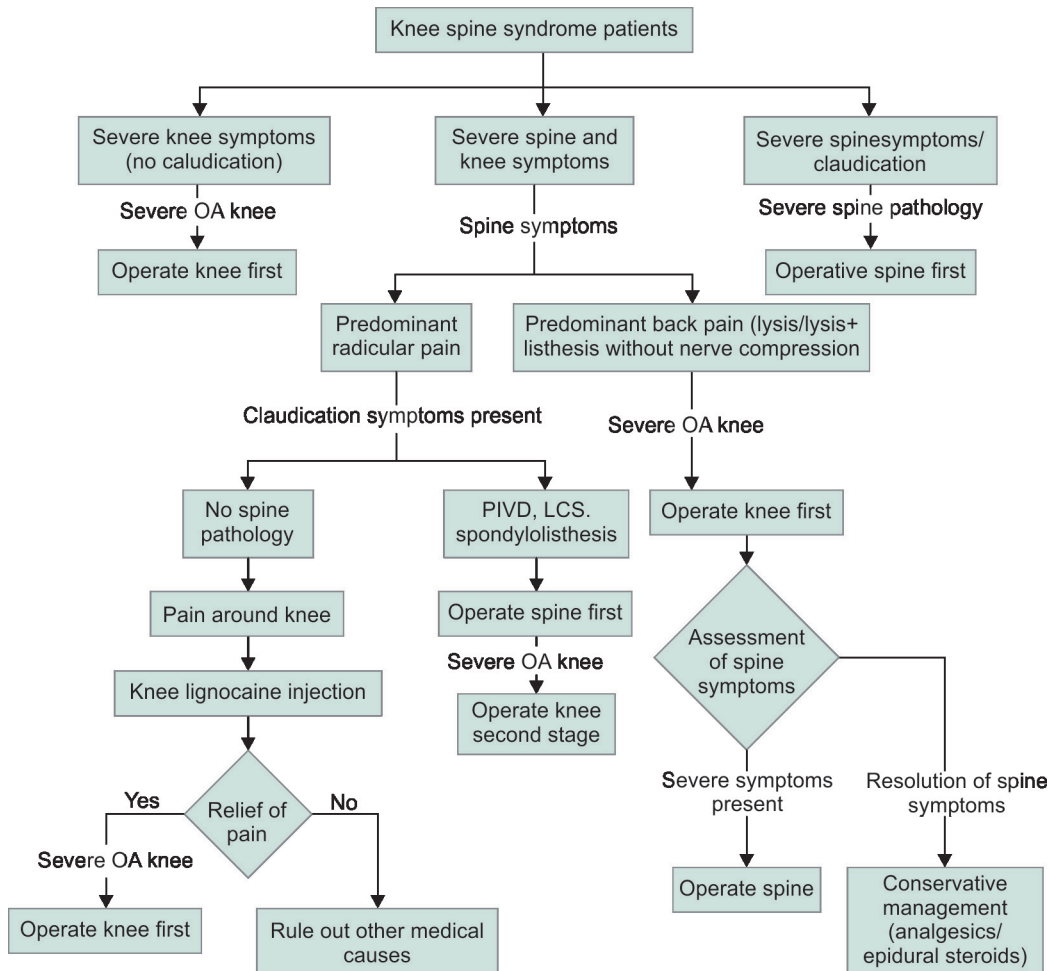 Knee spine syndrome patients
Severe knee symptoms
(no caludication)
Severe spine and
knee symptoms
Severe spinesymptoms/
claudication
Severe OA knee
Spine symptoms
Severe spine pathology
Operate knee first
Operative spine first
Predominant
radicular pain
Predominant back pain (lysis/lysis+
listhesis without nerve compression
Claudication symptoms present
Severe OA knee
No spine
pathology
PIVD, LCS.
spondylolisthesis
Operate knee first
Pain around knee
Operate spine first
Assessment
of spine
symptoms
Severe OA knee
Knee lignocaine injection
Operate knee
second stage
Relief of
pain
Yes
No
Severe symptoms
present
Resolution of spine
symptoms
Severe OA knee
Operate knee first
Rule out other medical
causes
Operate spine
Conservative
management
(analgesics/
epidural steroids)